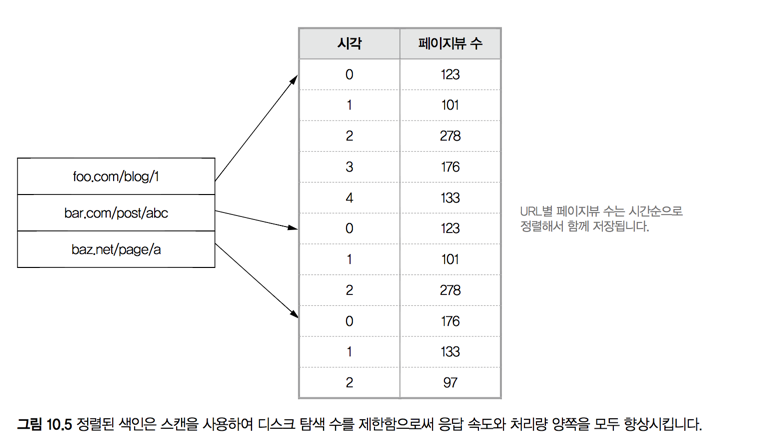 시각 페이지뷰 수
0 123
1 101
2 278
3 176
4 133
0 123
1 101
2 278
0 176
1 133
2 97
foo.com/blog/1
bar.com/post/abc
baz.net/page/a
URL별 페이지뷰 수는 시간순으로
정렬해서 함께 저장됩니다.
그림 10.5 정렬된 색인은 스캔을 사용하여 디스크 탐색 수를 제한함으로써 응답 속도와 처리량 양쪽을 모두 향상시킵니다.